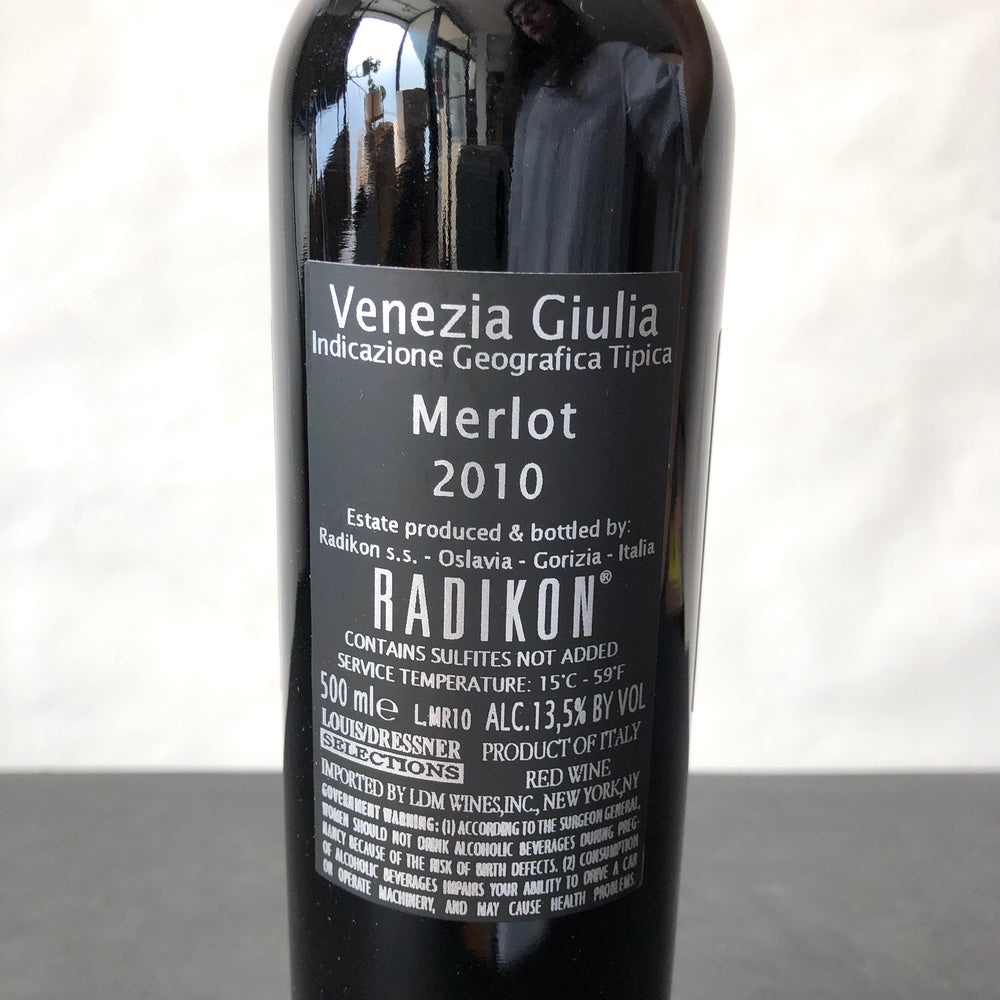 Venezia Giulia
Indicazione Geografica Tipica
Merlot
2010
Estate produced & bottled by:
Radikon s.s. - Oslavia - Gorizia - Italia
RADIKON®
CONTAINS SULFITES NOT ADDED
SERVICE TEMPERATURE: 15°C - 59°F
500 ml℮ L.MR10 ALC.13,5% BY VOL
LOUIS/DRESSNER PRODUCT OF ITALY
SELECTIONS RED WINE
IMPORTED BY LDM WINES,INC., NEW YORK,NY
GOVERNMENT WARNING: (1) ACCORDING TO THE SURGEON GENERAL,
WOMEN SHOULD NOT DRINK ALCOHOLIC BEVERAGES DURING PREG-
NANCY BECAUSE OF THE RISK OF BIRTH DEFECTS. (2) CONSUMPTION
OF ALCOHOLIC BEVERAGES IMPAIRS YOUR ABILITY TO DRIVE A CAR
OR OPERATE MACHINERY, AND MAY CAUSE HEALTH PROBLEMS.